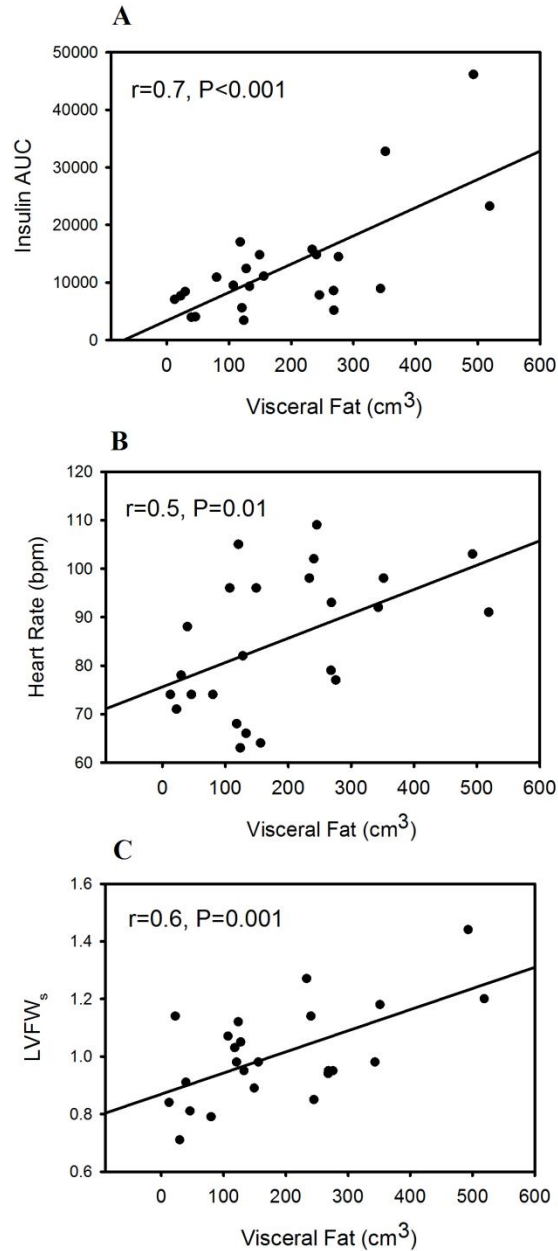 A
50000
40000
30000
20000
10000
0
Insulin AUC
r=0.7, P<0.001
0 100 200 300 400 500 600
Visceral Fat (cm³)
B
120
110
100
90
80
70
60
Heart Rate (bpm)
r=0.5, P=0.01
0 100 200 300 400 500 600
Visceral Fat (cm³)
C
1.6
1.4
1.2
1.0
0.8
0.6
LVFWₛ
r=0.6, P=0.001
0 100 200 300 400 500 600
Visceral Fat (cm³)